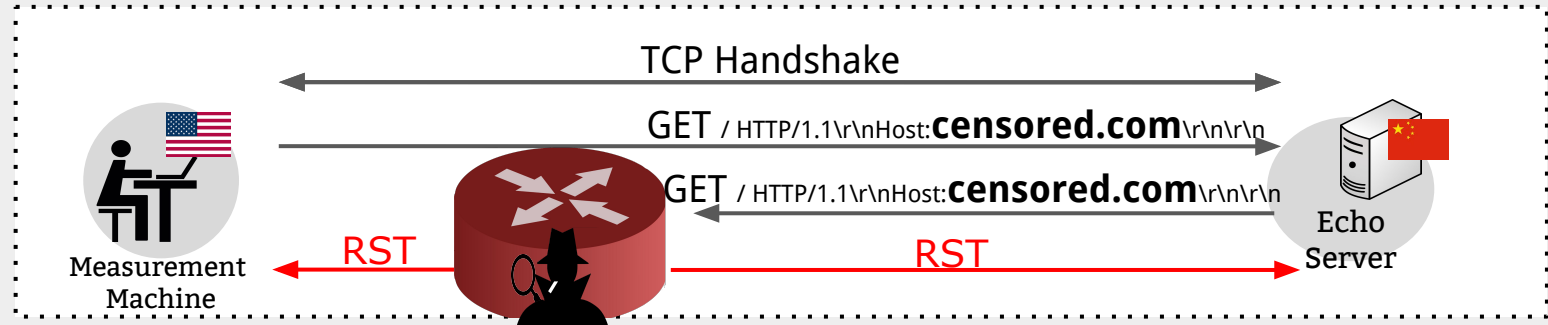 TCP Handshake
GET / HTTP/1.1\r\nHost:censored.com\r\n\r\n
GET / HTTP/1.1\r\nHost:censored.com\r\n\r\n
RST
RST
Measurement
Machine
Echo
Server